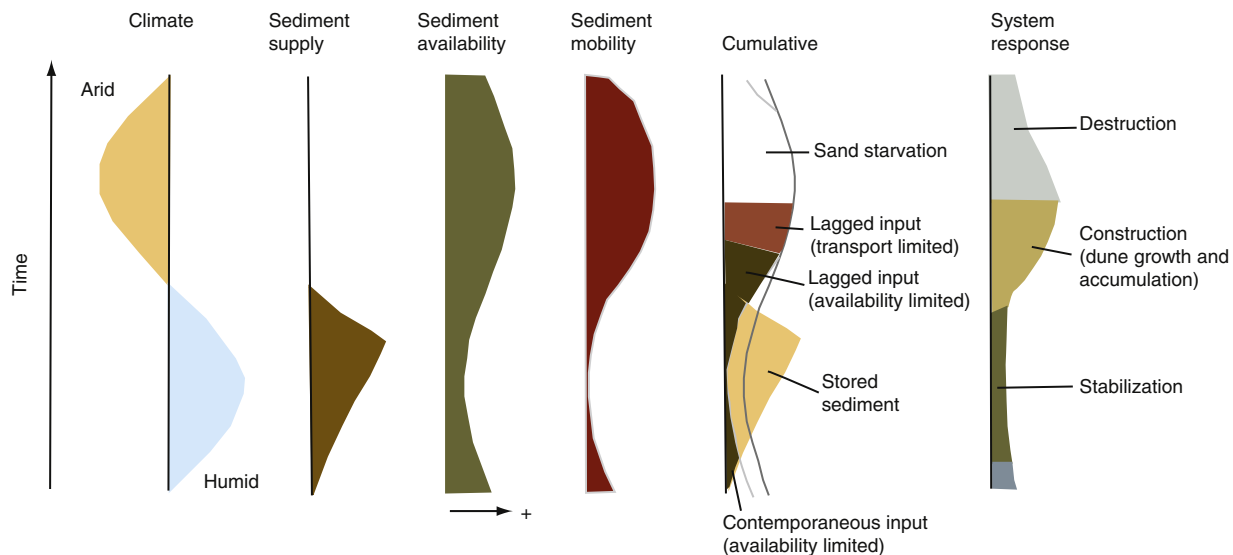 Climate
Sediment
supply
Sediment
availability
Sediment
mobility
Cumulative
System
response
Time
Arid
Humid
+
Sand starvation
Lagged input
(transport limited)
Lagged input
(availability limited)
Stored
sediment
Contemporaneous input
(availability limited)
Destruction
Construction
(dune growth and
accumulation)
Stabilization